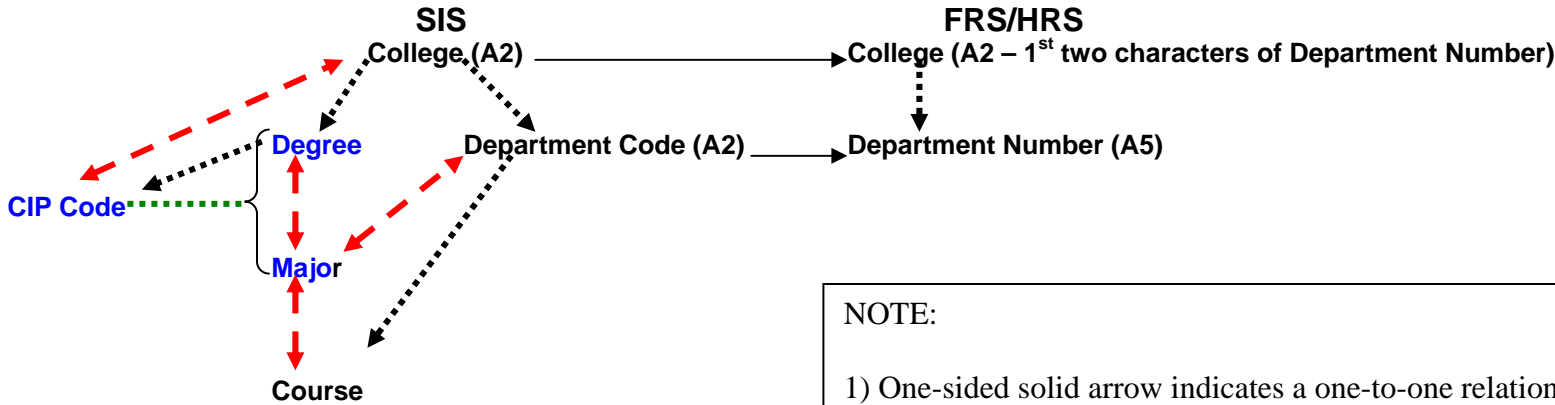 SIS FRS/HRS
College (A2) College (A2 – 1st two characters of Department Number)
Degree Department Code (A2) Department Number (A5)
CIP Code
Major
NOTE:
1) One-sided solid arrow indicates a one-to-one relation
Course